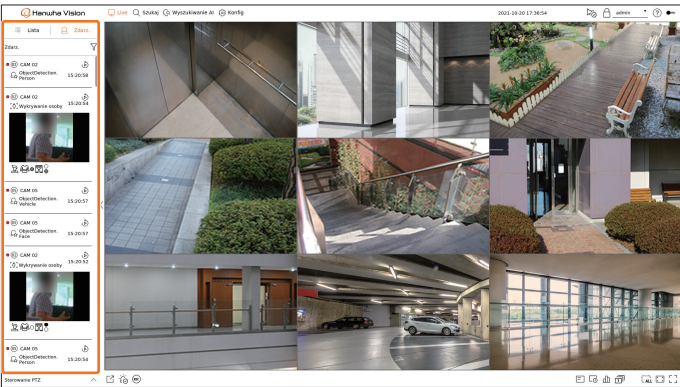 Hanwha Vision
Live Szukaj Wyszukiwanie AI Konfig
2021-10-20 17:36:54
admin
Lista Zdarz.
Zdarz.
CAM 02
ObjectDetection.
Person 15:20:58
CAM 02
15:20:54
Wykrywanie osoby
CAM 05
ObjectDetection.
Vehicle 15:20:57
CAM 05
ObjectDetection.
Face 15:20:57
CAM 02
15:20:52
Wykrywanie osoby
CAM 05
ObjectDetection.
Person 15:20:54
Sterowanie PTZ
ALL